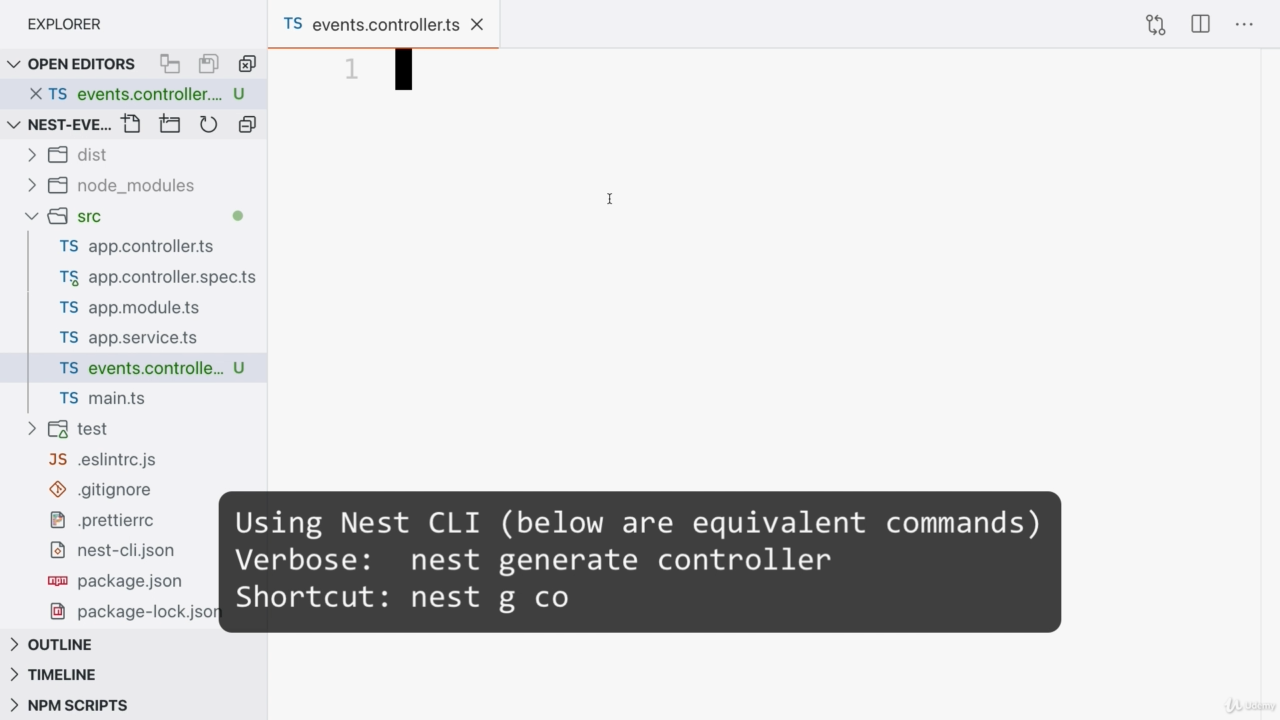 EXPLORER
TS events.controller.ts
OPEN EDITORS
TS events.controller.... U
NEST-EVE...
dist
node_modules
src
TS app.controller.ts
TS app.controller.spec.ts
TS app.module.ts
TS app.service.ts
TS events.controlle... U
TS main.ts
test
JS .eslintrc.js
.gitignore
.prettierrc
nest-cli.json
npm package.json
package-lock.json
OUTLINE
TIMELINE
NPM SCRIPTS
1
Using Nest CLI (below are equivalent commands)
Verbose: nest generate controller
Shortcut: nest g co
Udemy